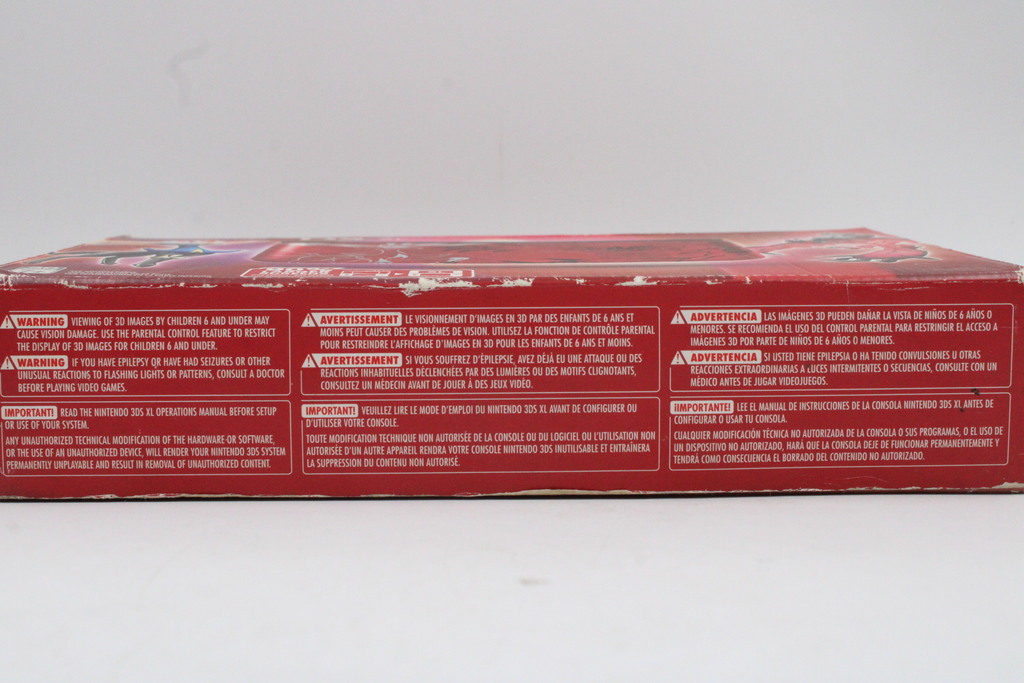 WARNING VIEWING OF 3D IMAGES BY CHILDREN 6 AND UNDER MAY
CAUSE VISION DAMAGE. USE THE PARENTAL CONTROL FEATURE TO RESTRICT
THE DISPLAY OF 3D IMAGES FOR CHILDREN 6 AND UNDER.
WARNING IF YOU HAVE EPILEPSY OR HAVE HAD SEIZURES OR OTHER
UNUSUAL REACTIONS TO FLASHING LIGHTS OR PATTERNS, CONSULT A DOCTOR
BEFORE PLAYING VIDEO GAMES.
IMPORTANT! READ THE NINTENDO 3DS XL OPERATIONS MANUAL BEFORE SETUP
OR USE OF YOUR SYSTEM.
ANY UNAUTHORIZED TECHNICAL MODIFICATION OF THE HARDWARE OR SOFTWARE,
OR THE USE OF AN UNAUTHORIZED DEVICE, WILL RENDER YOUR NINTENDO 3DS SYSTEM
PERMANENTLY UNPLAYABLE AND RESULT IN REMOVAL OF UNAUTHORIZED CONTENT.
AVERTISSEMENT LE VISIONNEMENT D'IMAGES EN 3D PAR DES ENFANTS DE 6 ANS ET
MOINS PEUT CAUSER DES PROBLÈMES DE VISION. UTILISEZ LA FONCTION DE CONTRÔLE PARENTAL
POUR RESTREINDRE L'AFFICHAGE D'IMAGES EN 3D POUR LES ENFANTS DE 6 ANS ET MOINS.
AVERTISSEMENT SI VOUS SOUFFREZ D'ÉPILEPSIE, AVEZ DÉJÀ EU UNE ATTAQUE OU DES
RÉACTIONS INHABITUELLES DÉCLENCHÉES PAR DES LUMIÈRES OU DES MOTIFS CLIGNOTANTS,
CONSULTEZ UN MÉDECIN AVANT DE JOUER À DES JEUX VIDÉO.
IMPORTANT! VEUILLEZ LIRE LE MODE D'EMPLOI DU NINTENDO 3DS XL AVANT DE CONFIGURER OU
D'UTILISER VOTRE CONSOLE.
TOUTE MODIFICATION TECHNIQUE NON AUTORISÉE DE LA CONSOLE OU DU LOGICIEL OU L'UTILISATION NON
AUTORISÉE D'UN AUTRE APPAREIL RENDRA VOTRE CONSOLE NINTENDO 3DS INUTILISABLE ET ENTRAÎNERA
LA SUPPRESSION DU CONTENU NON AUTORISÉ.
ADVERTENCIA LAS IMÁGENES 3D PUEDEN DAÑAR LA VISTA DE NIÑOS DE 6 AÑOS O
MENORES. SE RECOMIENDA EL USO DEL CONTROL PARENTAL PARA RESTRINGIR EL ACCESO A
IMÁGENES 3D POR PARTE DE NIÑOS DE 6 AÑOS O MENORES.
ADVERTENCIA SI USTED TIENE EPILEPSIA O HA TENIDO CONVULSIONES U OTRAS
REACCIONES EXTRAORDINARIAS A LUCES INTERMITENTES O SECUENCIAS, CONSULTE CON UN
MÉDICO ANTES DE JUGAR VIDEOJUEGOS.
¡IMPORTANTE! LEE EL MANUAL DE INSTRUCCIONES DE LA CONSOLA NINTENDO 3DS XL ANTES DE
CONFIGURAR O USAR TU CONSOLA.
CUALQUIER MODIFICACIÓN TÉCNICA NO AUTORIZADA DE LA CONSOLA O SUS PROGRAMAS, O EL USO DE
UN DISPOSITIVO NO AUTORIZADO, HARÁ QUE LA CONSOLA DEJE DE FUNCIONAR PERMANENTEMENTE Y
TENDRÁ COMO CONSECUENCIA EL BORRADO DEL CONTENIDO NO AUTORIZADO.